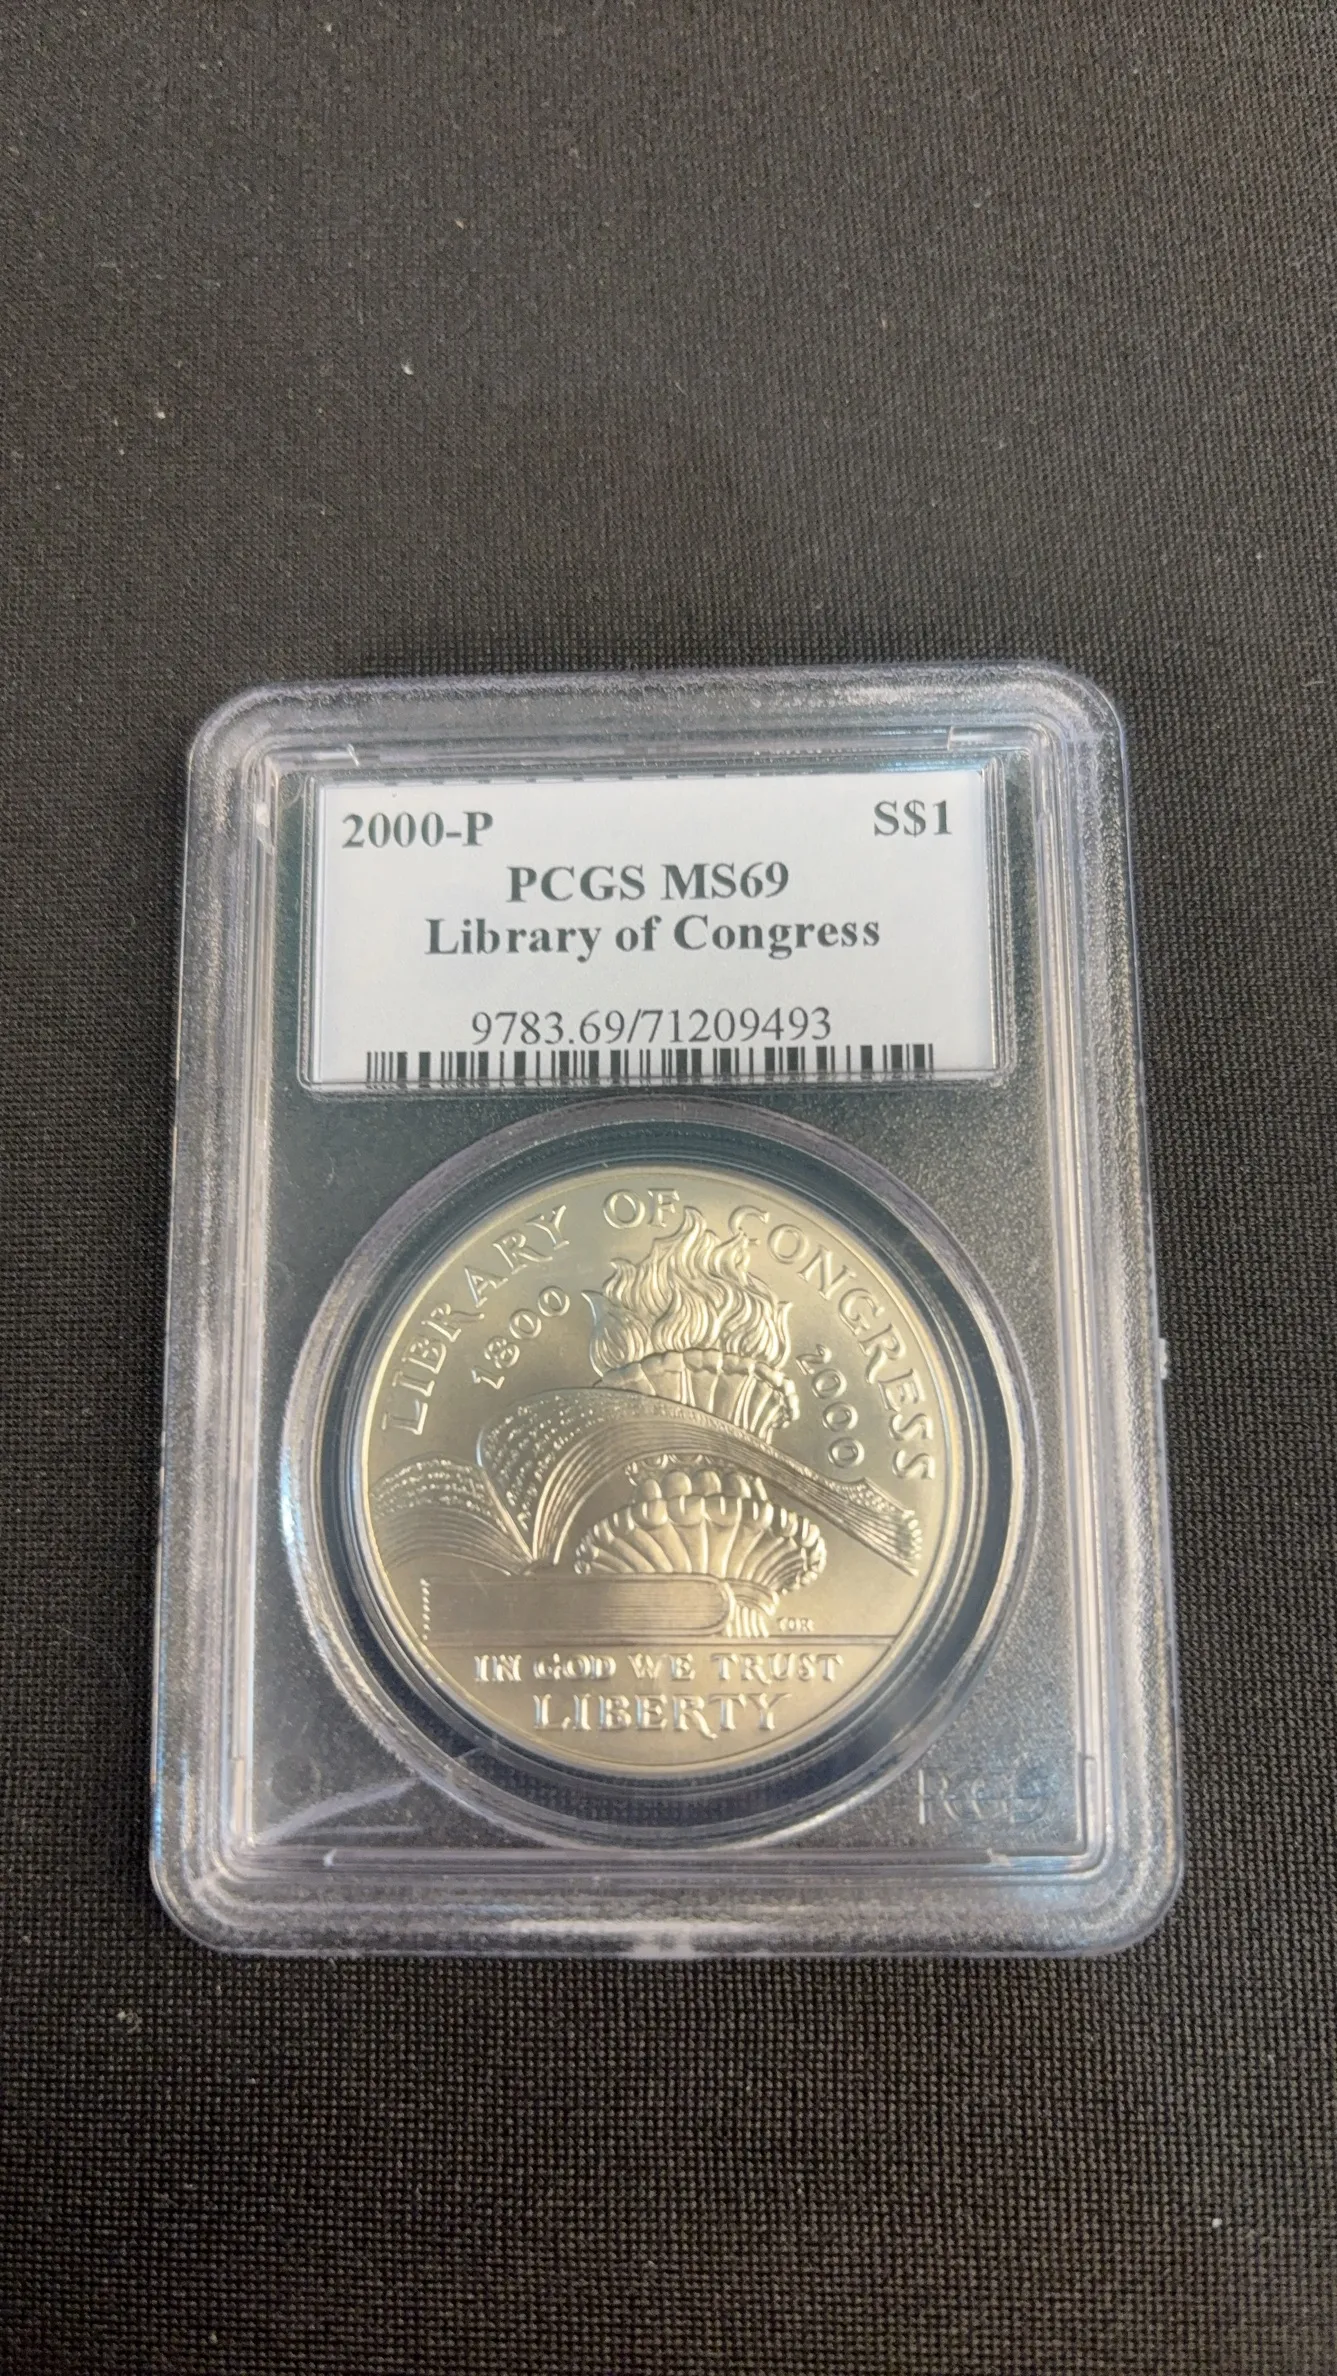 2000-P S$1
PCGS MS69
Library of Congress
9783.69/71209493
LIBRARY OF CONGRESS
1800 2000
IN GOD WE TRUST
LIBERTY
PCGS